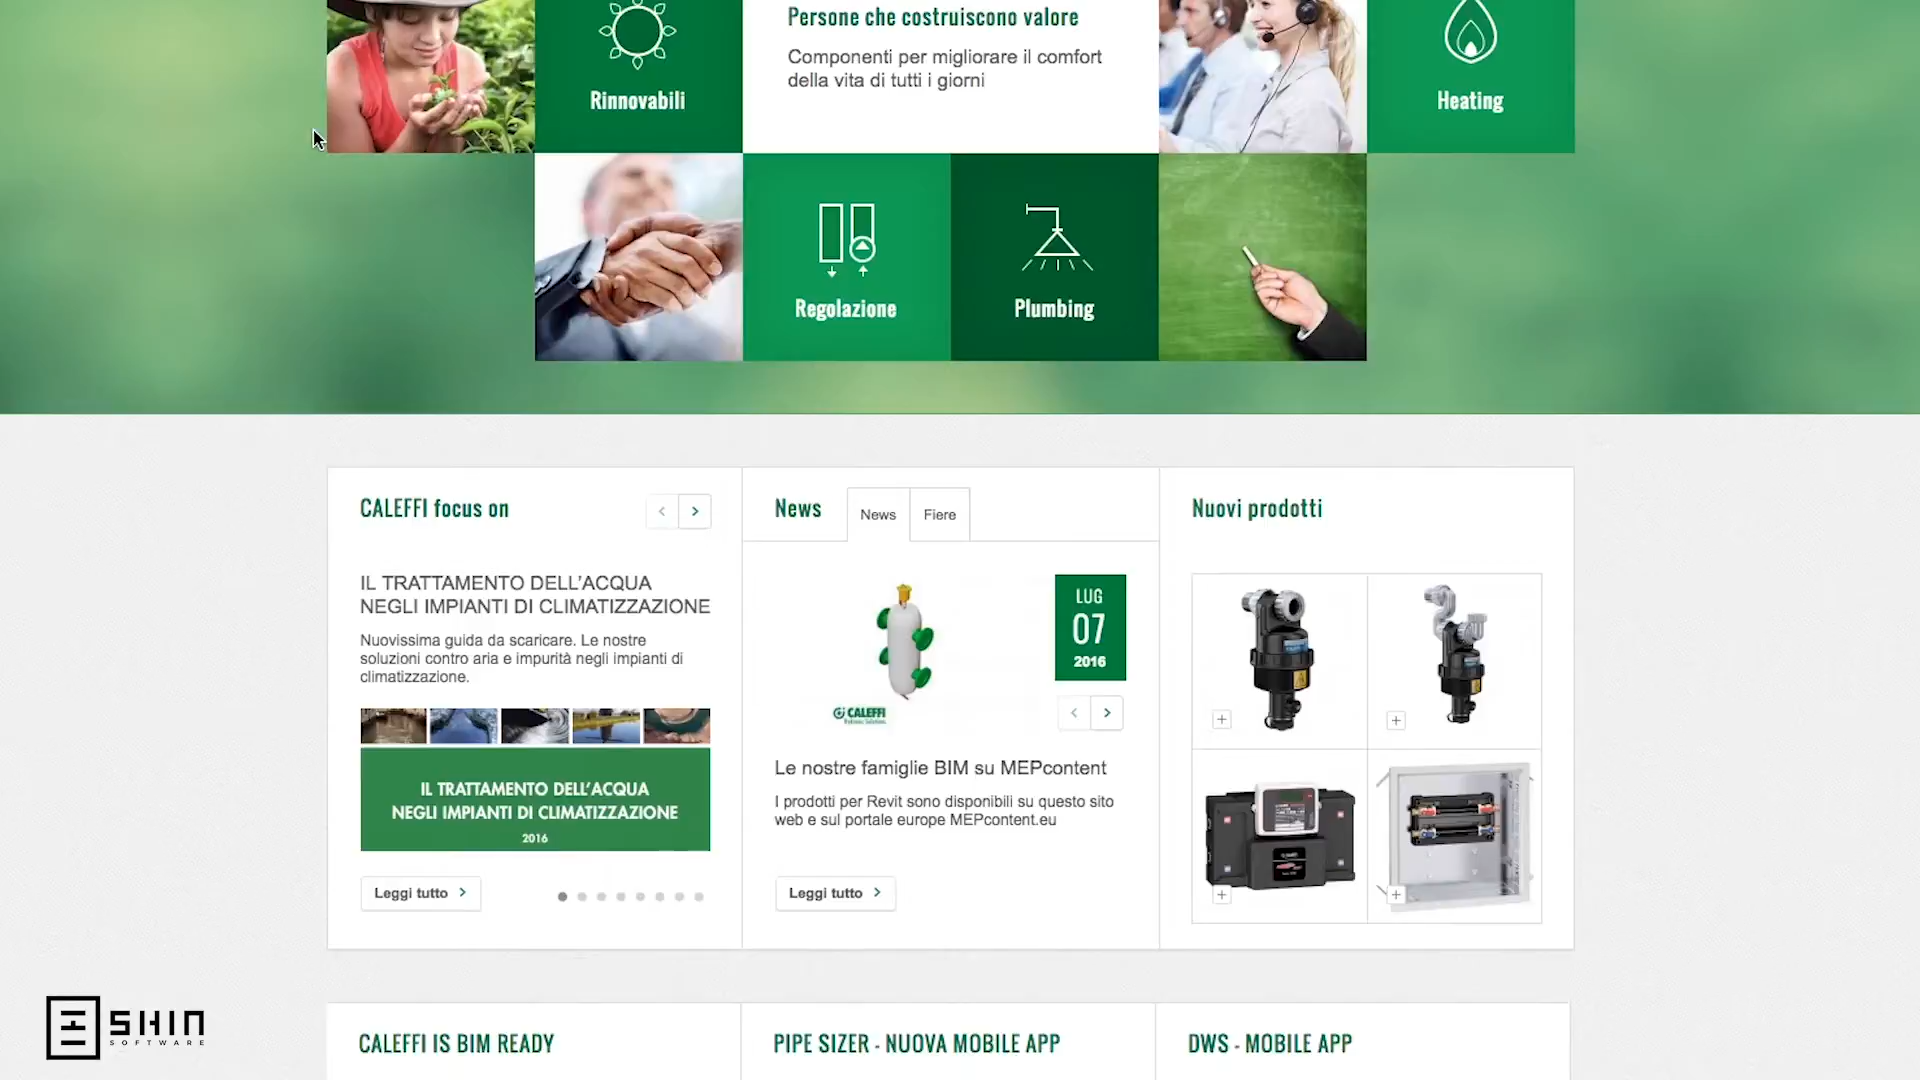 Persone che costruiscono valore
Componenti per migliorare il comfort
della vita di tutti i giorni
Rinnovabili
Heating
Regolazione
Plumbing
CALEFFI focus on
IL TRATTAMENTO DELL'ACQUA
NEGLI IMPIANTI DI CLIMATIZZAZIONE
Nuovissima guida da scaricare. Le nostre
soluzioni contro aria e impurità negli impianti di
climatizzazione.
IL TRATTAMENTO DELL'ACQUA
NEGLI IMPIANTI DI CLIMATIZZAZIONE
2016
Leggi tutto
News
News
Fiere
LUG
07
2016
CALEFFI
Le nostre famiglie BIM su MEPcontent
I prodotti per Revit sono disponibili su questo sito
web e sul portale europe MEPcontent.eu
Leggi tutto
Nuovi prodotti
CALEFFI IS BIM READY
PIPE SIZER - NUOVA MOBILE APP
DWS - MOBILE APP
SHIN
SOFTWARE